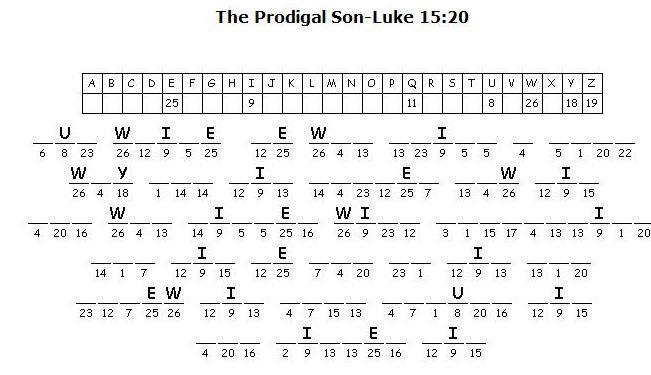 The Prodigal Son-Luke 15:20
A B C D E F G H I J K L M N O P Q R S T U V W X Y Z
25 9 11 8 26 18 19
U W I E E W I
6 8 23 26 12 9 5 25 12 25 26 4 13 13 23 9 5 5 4 5 1 20 22
W Y I E W I
26 4 18 1 14 14 12 9 13 14 4 23 12 25 7 13 4 26 12 9 15
W I E W I I
4 20 16 26 4 13 14 9 5 5 25 16 26 9 23 12 3 1 15 17 4 13 13 9 1 20
I E I
14 1 7 12 9 15 12 25 7 4 20 23 1 12 9 13 13 1 20
E W I U I
23 12 7 25 26 12 9 13 4 7 15 13 4 7 1 8 20 16 12 9 15
I E I
4 20 16 2 9 13 13 25 16 12 9 15